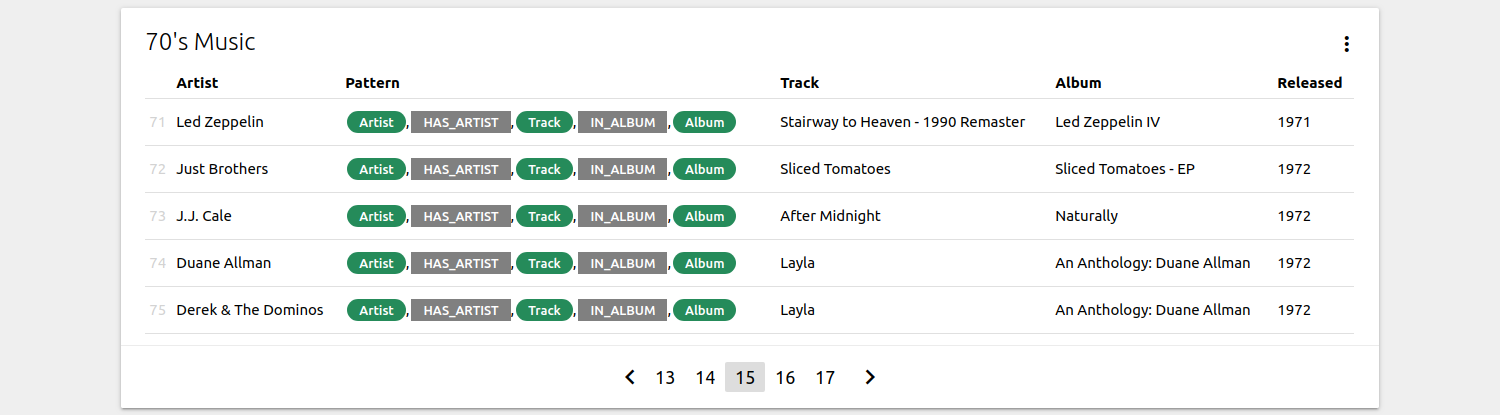 70's Music
Artist Pattern Track Album Released
71 Led Zeppelin Artist, HAS_ARTIST, Track, IN_ALBUM, Album Stairway to Heaven - 1990 Remaster Led Zeppelin IV 1971
72 Just Brothers Artist, HAS_ARTIST, Track, IN_ALBUM, Album Sliced Tomatoes Sliced Tomatoes - EP 1972
73 J.J. Cale Artist, HAS_ARTIST, Track, IN_ALBUM, Album After Midnight Naturally 1972
74 Duane Allman Artist, HAS_ARTIST, Track, IN_ALBUM, Album Layla An Anthology: Duane Allman 1972
75 Derek & The Dominos Artist, HAS_ARTIST, Track, IN_ALBUM, Album Layla An Anthology: Duane Allman 1972
13 14 15 16 17